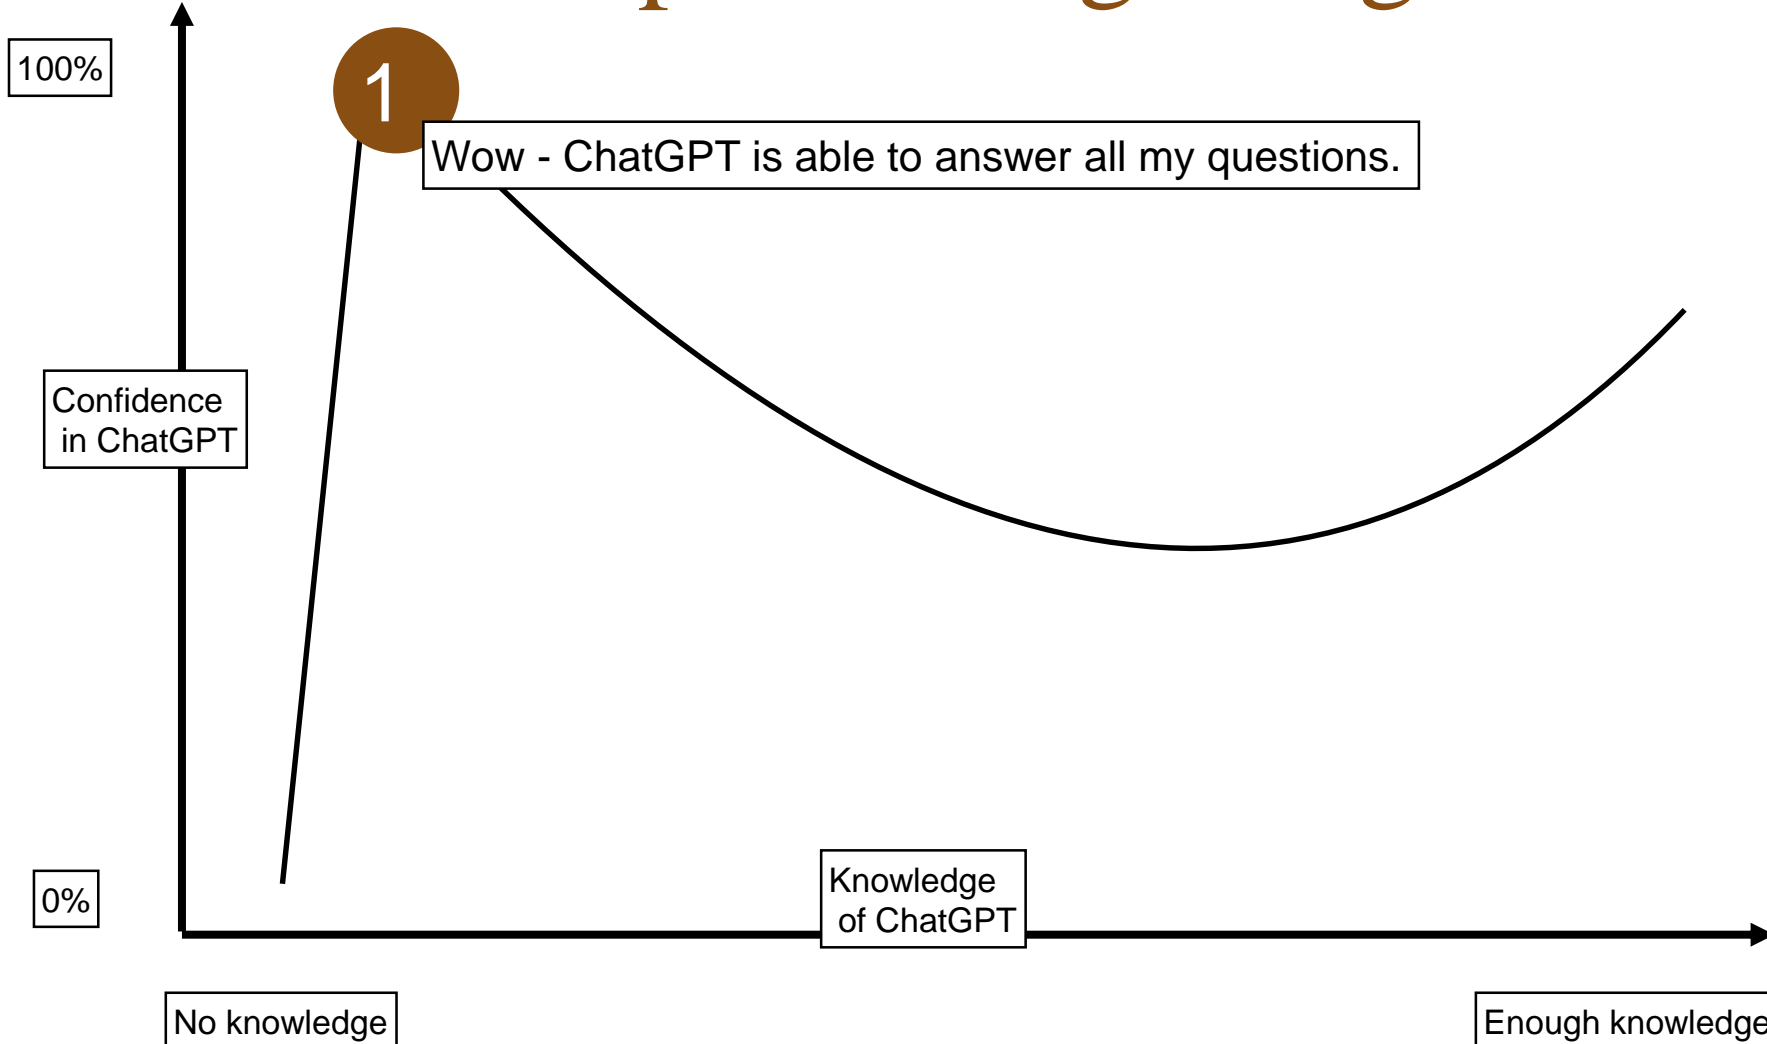 100%
1
Wow - ChatGPT is able to answer all my questions.
Confidence
in ChatGPT
Knowledge
of ChatGPT
0%
No knowledge
Enough knowledge